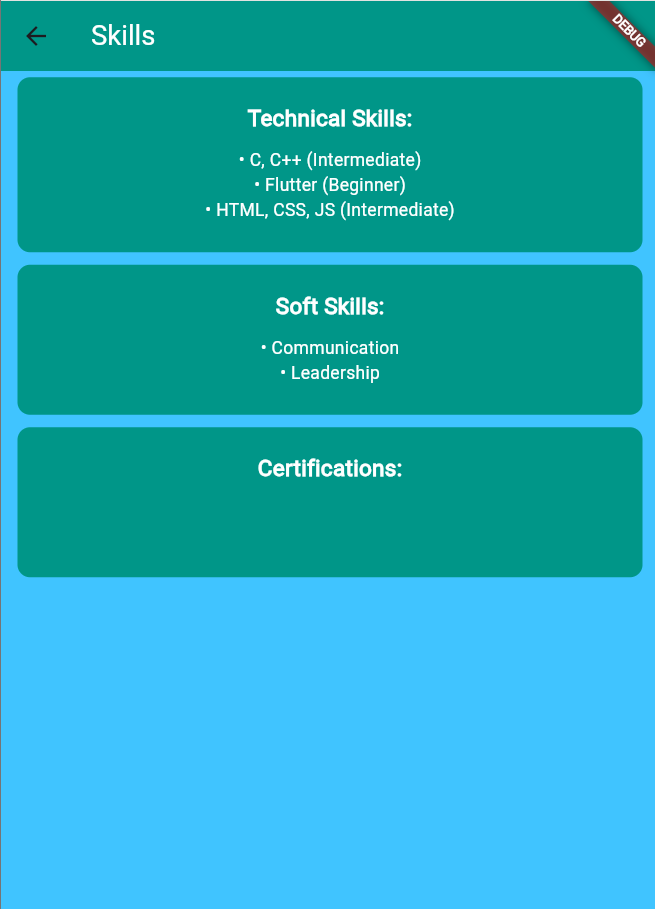 Skills
DEBUG
Technical Skills:
• C, C++ (Intermediate)
• Flutter (Beginner)
• HTML, CSS, JS (Intermediate)
Soft Skills:
• Communication
• Leadership
Certifications: